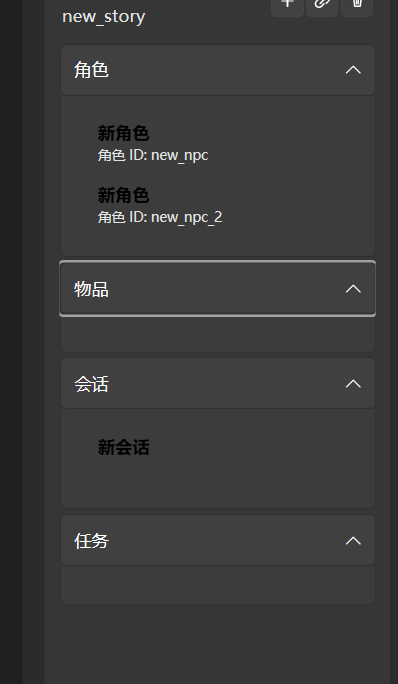 new_story
角色
新角色
角色 ID: new_npc
新角色
角色 ID: new_npc_2
物品
会话
新会话
任务